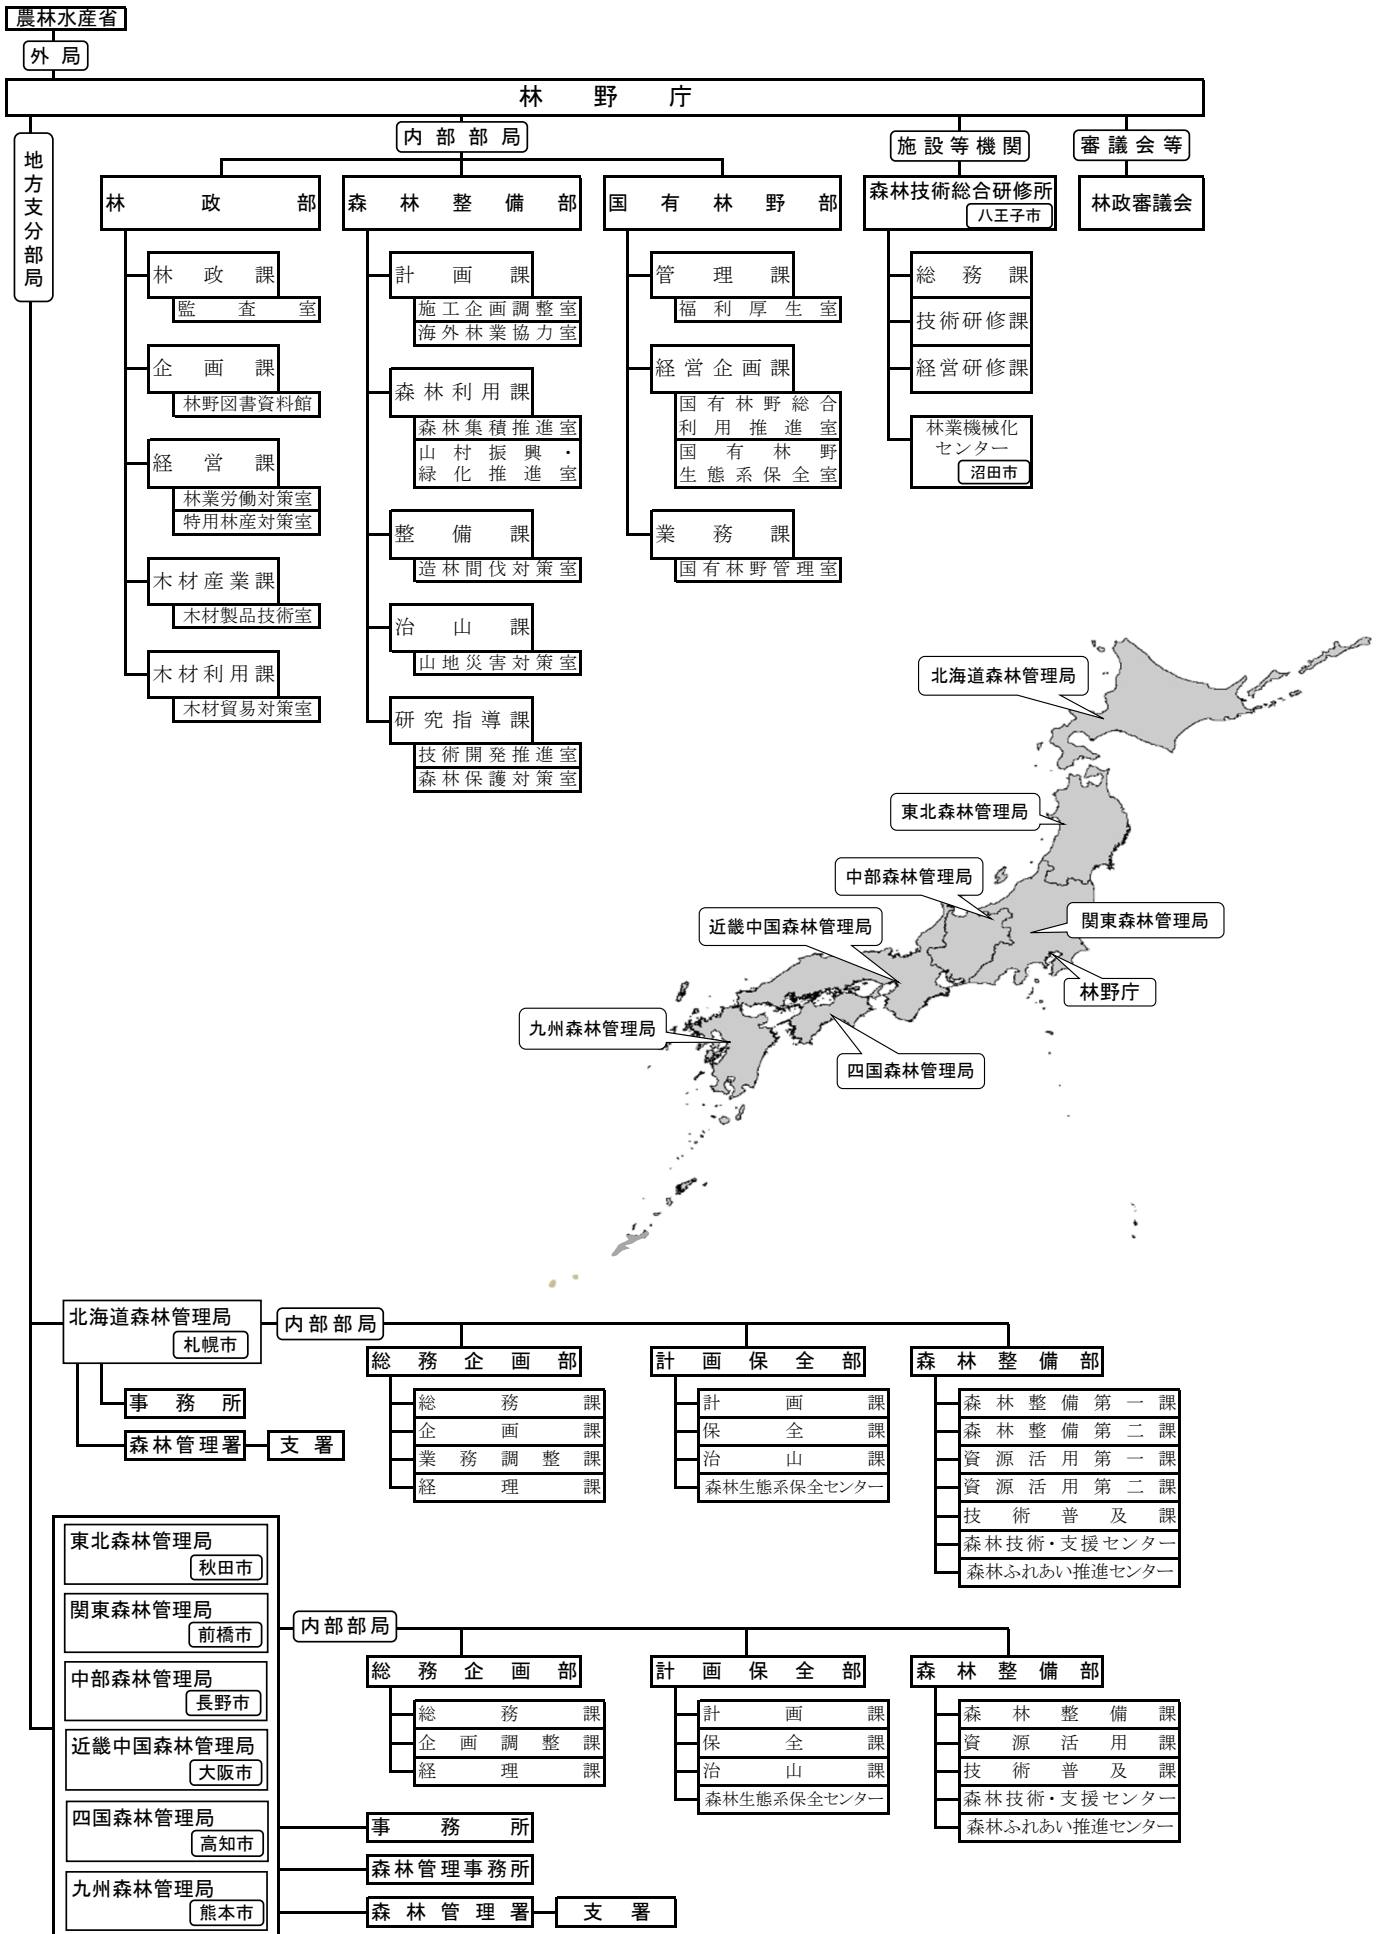 農林水産省
外局
林野庁
地方支分部局
内部部局
施設等機関
審議会等
林政部
林政課
監査室
企画課
林野図書資料館
経営課
林業労働対策室
特用林産対策室
木材産業課
木材製品技術室
木材利用課
木材貿易対策室
森林整備部
計画課
施工企画調整室
海外林業協力室
森林利用課
森林集積推進室
山村振興・
緑化推進室
整備課
造林間伐対策室
治山課
山地災害対策室
研究指導課
技術開発推進室
森林保護対策室
国有林野部
管理課
福利厚生室
経営企画課
国有林野総合
利用推進室
国有林野
生態系保全室
業務課
国有林野管理室
森林技術総合研修所
八王子市
総務課
技術研修課
経営研修課
林業機械化
センター
沼田市
林政審議会
北海道森林管理局
東北森林管理局
中部森林管理局
近畿中国森林管理局
関東森林管理局
林野庁
九州森林管理局
四国森林管理局
北海道森林管理局
札幌市
事務所
森林管理署
支署
内部部局
総務企画部
総務課
企画課
業務調整課
経理課
計画保全部
計画課
保全課
治山課
森林生態系保全センター
森林整備部
森林整備第一課
森林整備第二課
資源活用第一課
資源活用第二課
技術普及課
森林技術・支援センター
森林ふれあい推進センター
東北森林管理局
秋田市
関東森林管理局
前橋市
中部森林管理局
長野市
近畿中国森林管理局
大阪市
四国森林管理局
高知市
九州森林管理局
熊本市
内部部局
総務企画部
総務課
企画調整課
経理課
計画保全部
計画課
保全課
治山課
森林生態系保全センター
森林整備部
森林整備課
資源活用課
技術普及課
森林技術・支援センター
森林ふれあい推進センター
事務所
森林管理事務所
森林管理署
支署